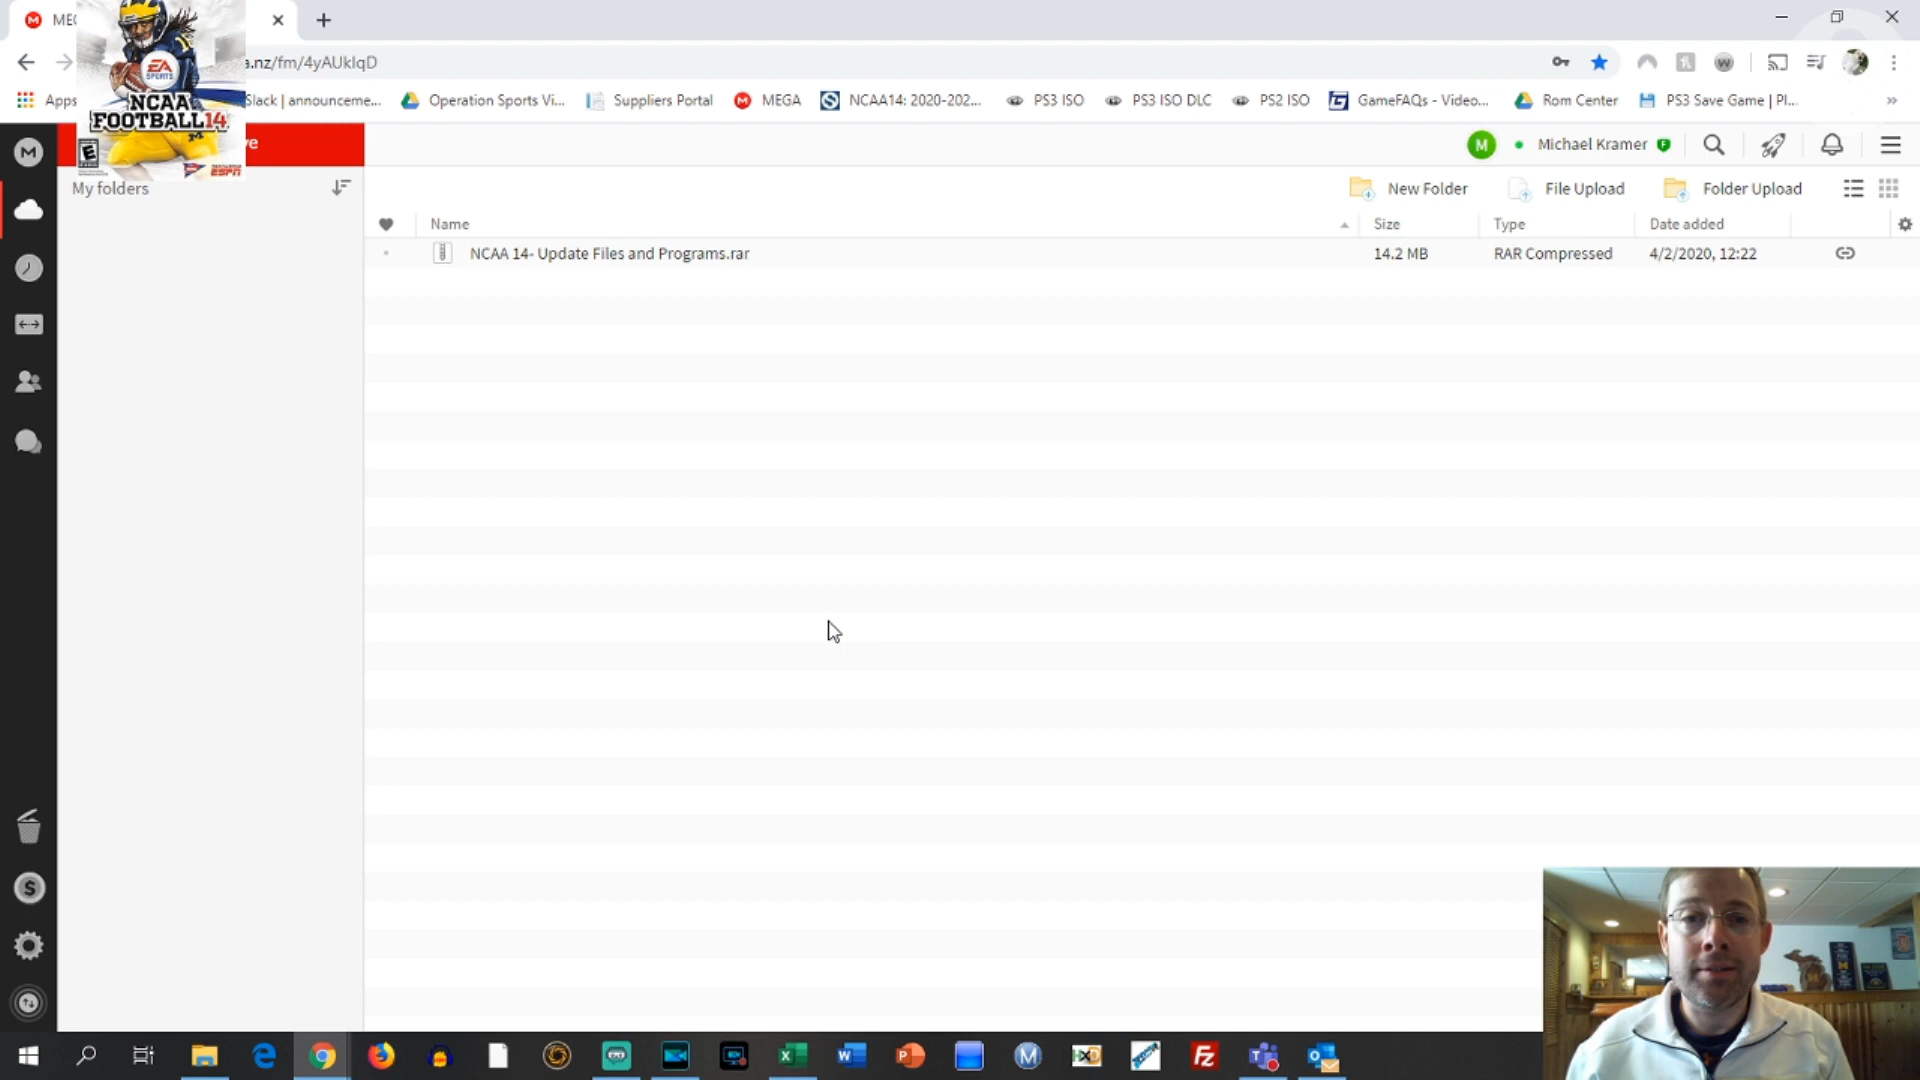 ME
a.nz/fm/4yAUkIqD
EA
SPORTS
NCAA
FOOTBALL 14
E
ESPN
Apps
Slack | announceme...
Operation Sports Vi...
Suppliers Portal
MEGA
NCAA14: 2020-202...
PS3 ISO
PS3 ISO DLC
PS2 ISO
GameFAQs - Video...
Rom Center
PS3 Save Game | Pl...
»
ve
M
Michael Kramer
My folders
New Folder
File Upload
Folder Upload
Name
Size
Type
Date added
NCAA 14- Update Files and Programs.rar
14.2 MB
RAR Compressed
4/2/2020, 12:22